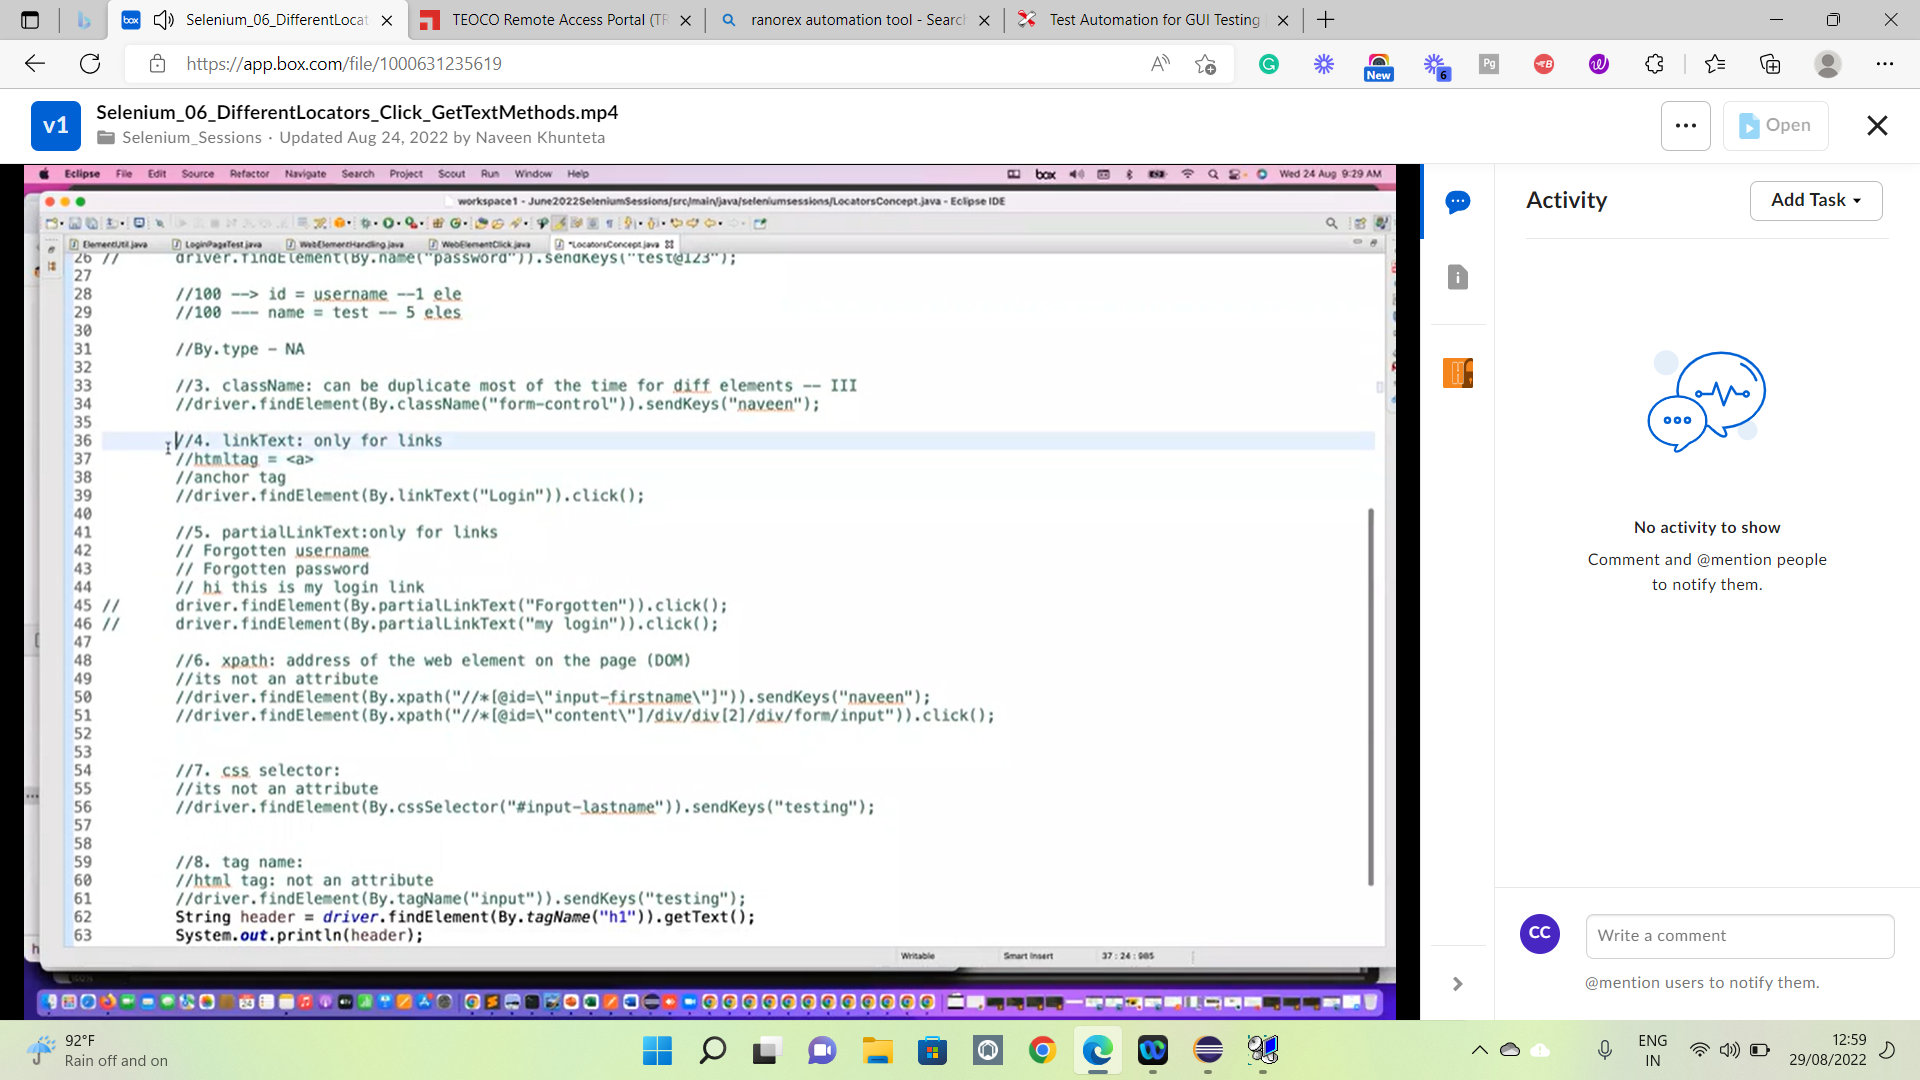 Selenium_06_DifferentLocat
TEOCO Remote Access Portal (TR
ranorex automation tool - Search
Test Automation for GUI Testing
https://app.box.com/file/1000631235619
New
6
Pg
v1
Selenium_06_DifferentLocators_Click_GetTextMethods.mp4
Selenium_Sessions · Updated Aug 24, 2022 by Naveen Khunteta
Open
Eclipse File Edit Source Refactor Navigate Search Project Scout Run Window Help
box
Wed 24 Aug 9:29 AM
workspace1 - June2022SeleniumSessions/src/main/java/seleniumsessions/LocatorsConcept.java - Eclipse IDE
ElementUtil.java
LoginPageTest.java
WebElementHandling.java
WebElementClick.java
*LocatorsConcept.java
26 // driver.findElement(By.name("password")).sendKeys("test@123");
27
28 //100 --> id = username --1 ele
29 //100 --- name = test -- 5 eles
30
31 //By.type - NA
32
33 //3. className: can be duplicate most of the time for diff elements -- III
34 //driver.findElement(By.className("form-control")).sendKeys("naveen");
35
36 //4. linkText: only for links
37 //htmltag = <a>
38 //anchor tag
39 //driver.findElement(By.linkText("Login")).click();
40
41 //5. partialLinkText:only for links
42 // Forgotten username
43 // Forgotten password
44 // hi this is my login link
45 // driver.findElement(By.partialLinkText("Forgotten")).click();
46 // driver.findElement(By.partialLinkText("my login")).click();
47
48 //6. xpath: address of the web element on the page (DOM)
49 //its not an attribute
50 //driver.findElement(By.xpath("//*[@id=\"input-firstname\"]")).sendKeys("naveen");
51 //driver.findElement(By.xpath("//*[@id=\"content\"]/div/div[2]/div/form/input")).click();
52
53
54 //7. css selector:
55 //its not an attribute
56 //driver.findElement(By.cssSelector("#input-lastname")).sendKeys("testing");
57
58
59 //8. tag name:
60 //html tag: not an attribute
61 //driver.findElement(By.tagName("input")).sendKeys("testing");
62 String header = driver.findElement(By.tagName("h1")).getText();
63 System.out.println(header);
Writable
Smart Insert
37 : 24 : 985
Activity
Add Task
No activity to show
Comment and @mention people
to notify them.
CC
Write a comment
@mention users to notify them.
92°F
Rain off and on
ENG
IN
12:59
29/08/2022